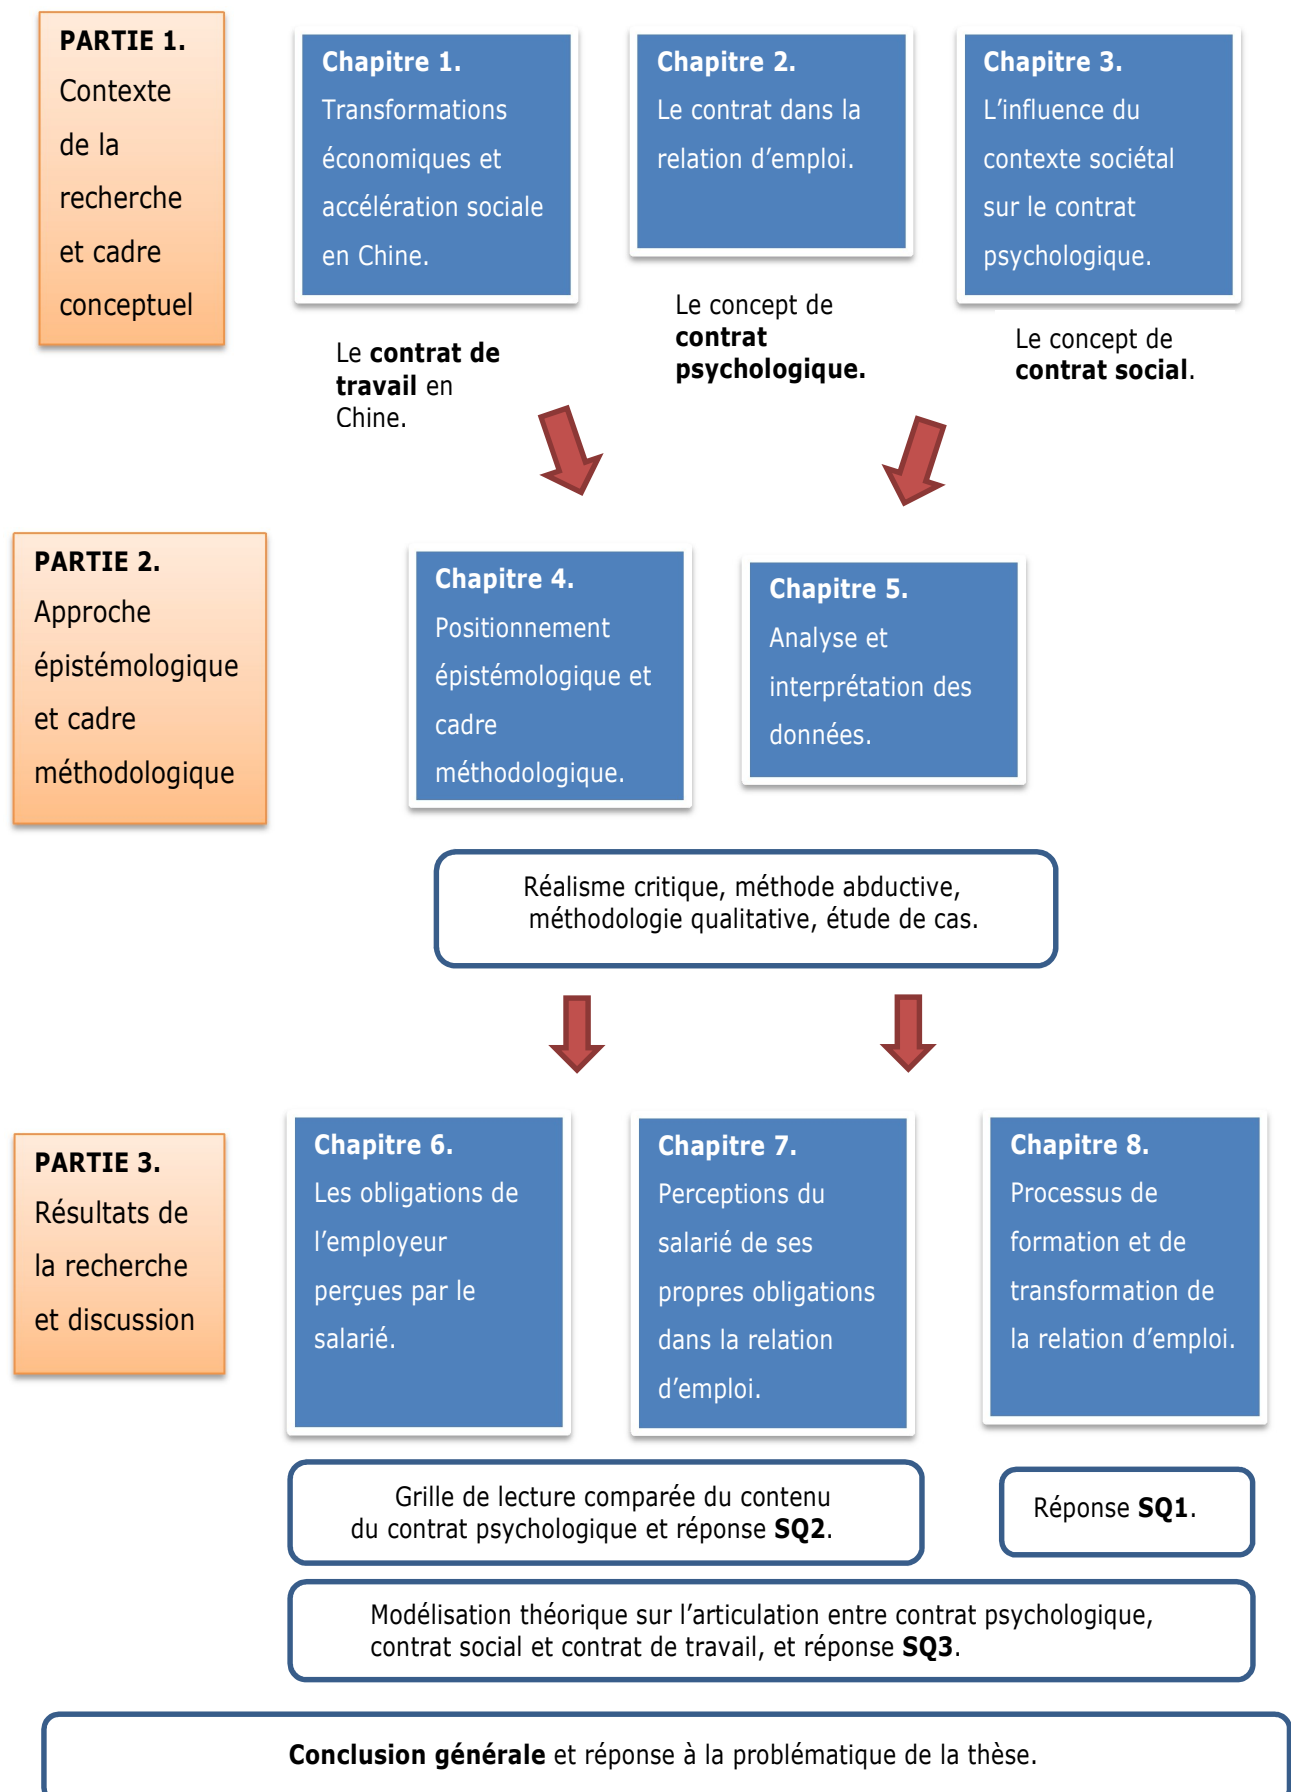 PARTIE 1.
Contexte
de la
recherche
et cadre
conceptuel
Chapitre 1.
Transformations
économiques et
accélération sociale
en Chine.
Chapitre 2.
Le contrat dans la
relation d’emploi.
Chapitre 3.
L’influence du
contexte sociétal
sur le contrat
psychologique.
Le contrat de
travail en
Chine.
Le concept de
contrat
psychologique.
Le concept de
contrat social.
PARTIE 2.
Approche
épistémologique
et cadre
méthodologique
Chapitre 4.
Positionnement
épistémologique et
cadre
méthodologique.
Chapitre 5.
Analyse et
interprétation des
données.
Réalisme critique, méthode abductive,
méthodologie qualitative, étude de cas.
PARTIE 3.
Résultats de
la recherche
et discussion
Chapitre 6.
Les obligations de
l’employeur
perçues par le
salarié.
Chapitre 7.
Perceptions du
salarié de ses
propres obligations
dans la relation
d’emploi.
Chapitre 8.
Processus de
formation et de
transformation de
la relation d’emploi.
Grille de lecture comparée du contenu
du contrat psychologique et réponse SQ2.
Réponse SQ1.
Modélisation théorique sur l’articulation entre contrat psychologique,
contrat social et contrat de travail, et réponse SQ3.
Conclusion générale et réponse à la problématique de la thèse.